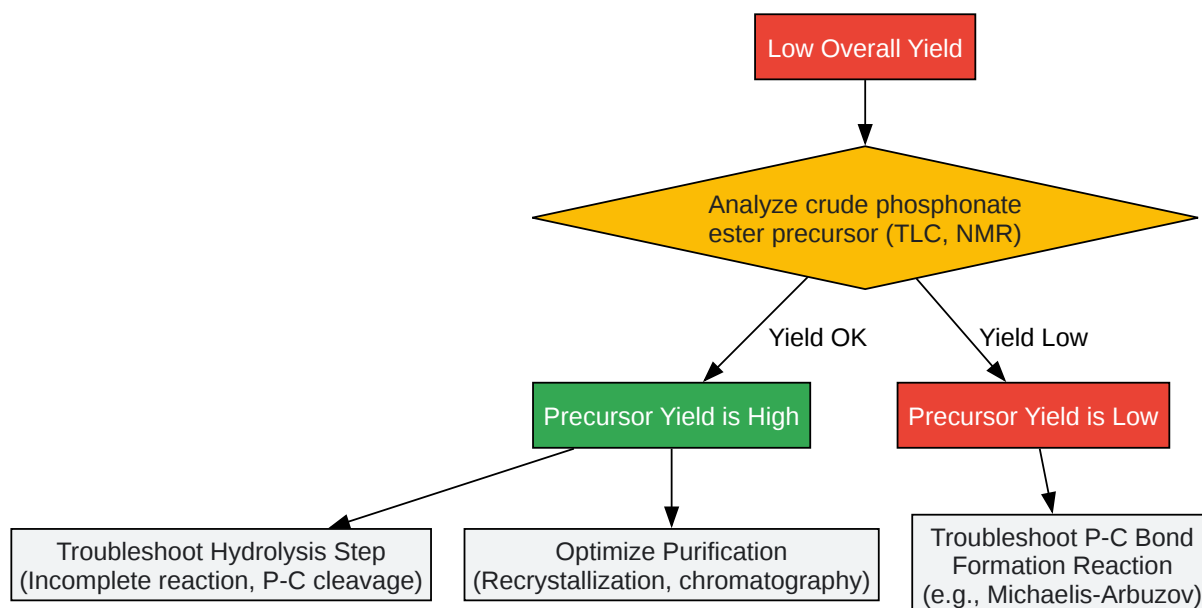 Low Overall Yield
Analyze crude phosphonate
ester precursor (TLC, NMR)
Yield OK
Yield Low
Precursor Yield is High
Precursor Yield is Low
Troubleshoot Hydrolysis Step
(Incomplete reaction, P-C cleavage)
Optimize Purification
(Recrystallization, chromatography)
Troubleshoot P-C Bond
Formation Reaction
(e.g., Michaelis-Arbuzov)